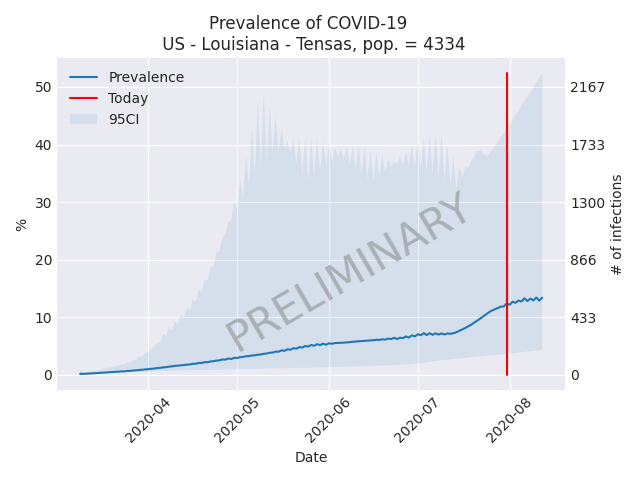 Prevalence of COVID-19
US - Louisiana - Tensas, pop. = 4334
Prevalence
Today
95CI
PRELIMINARY
%
50
40
30
20
10
0
2167
1733
1300
866
433
0
# of infections
2020-04
2020-05
2020-06
2020-07
2020-08
Date